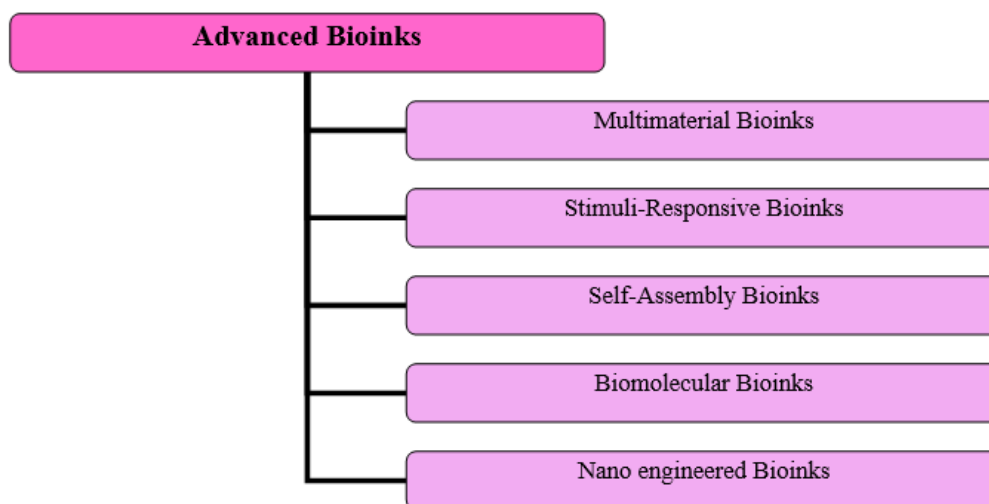 Advanced Bioinks
Multimaterial Bioinks
Stimuli-Responsive Bioinks
Self-Assembly Bioinks
Biomolecular Bioinks
Nano engineered Bioinks